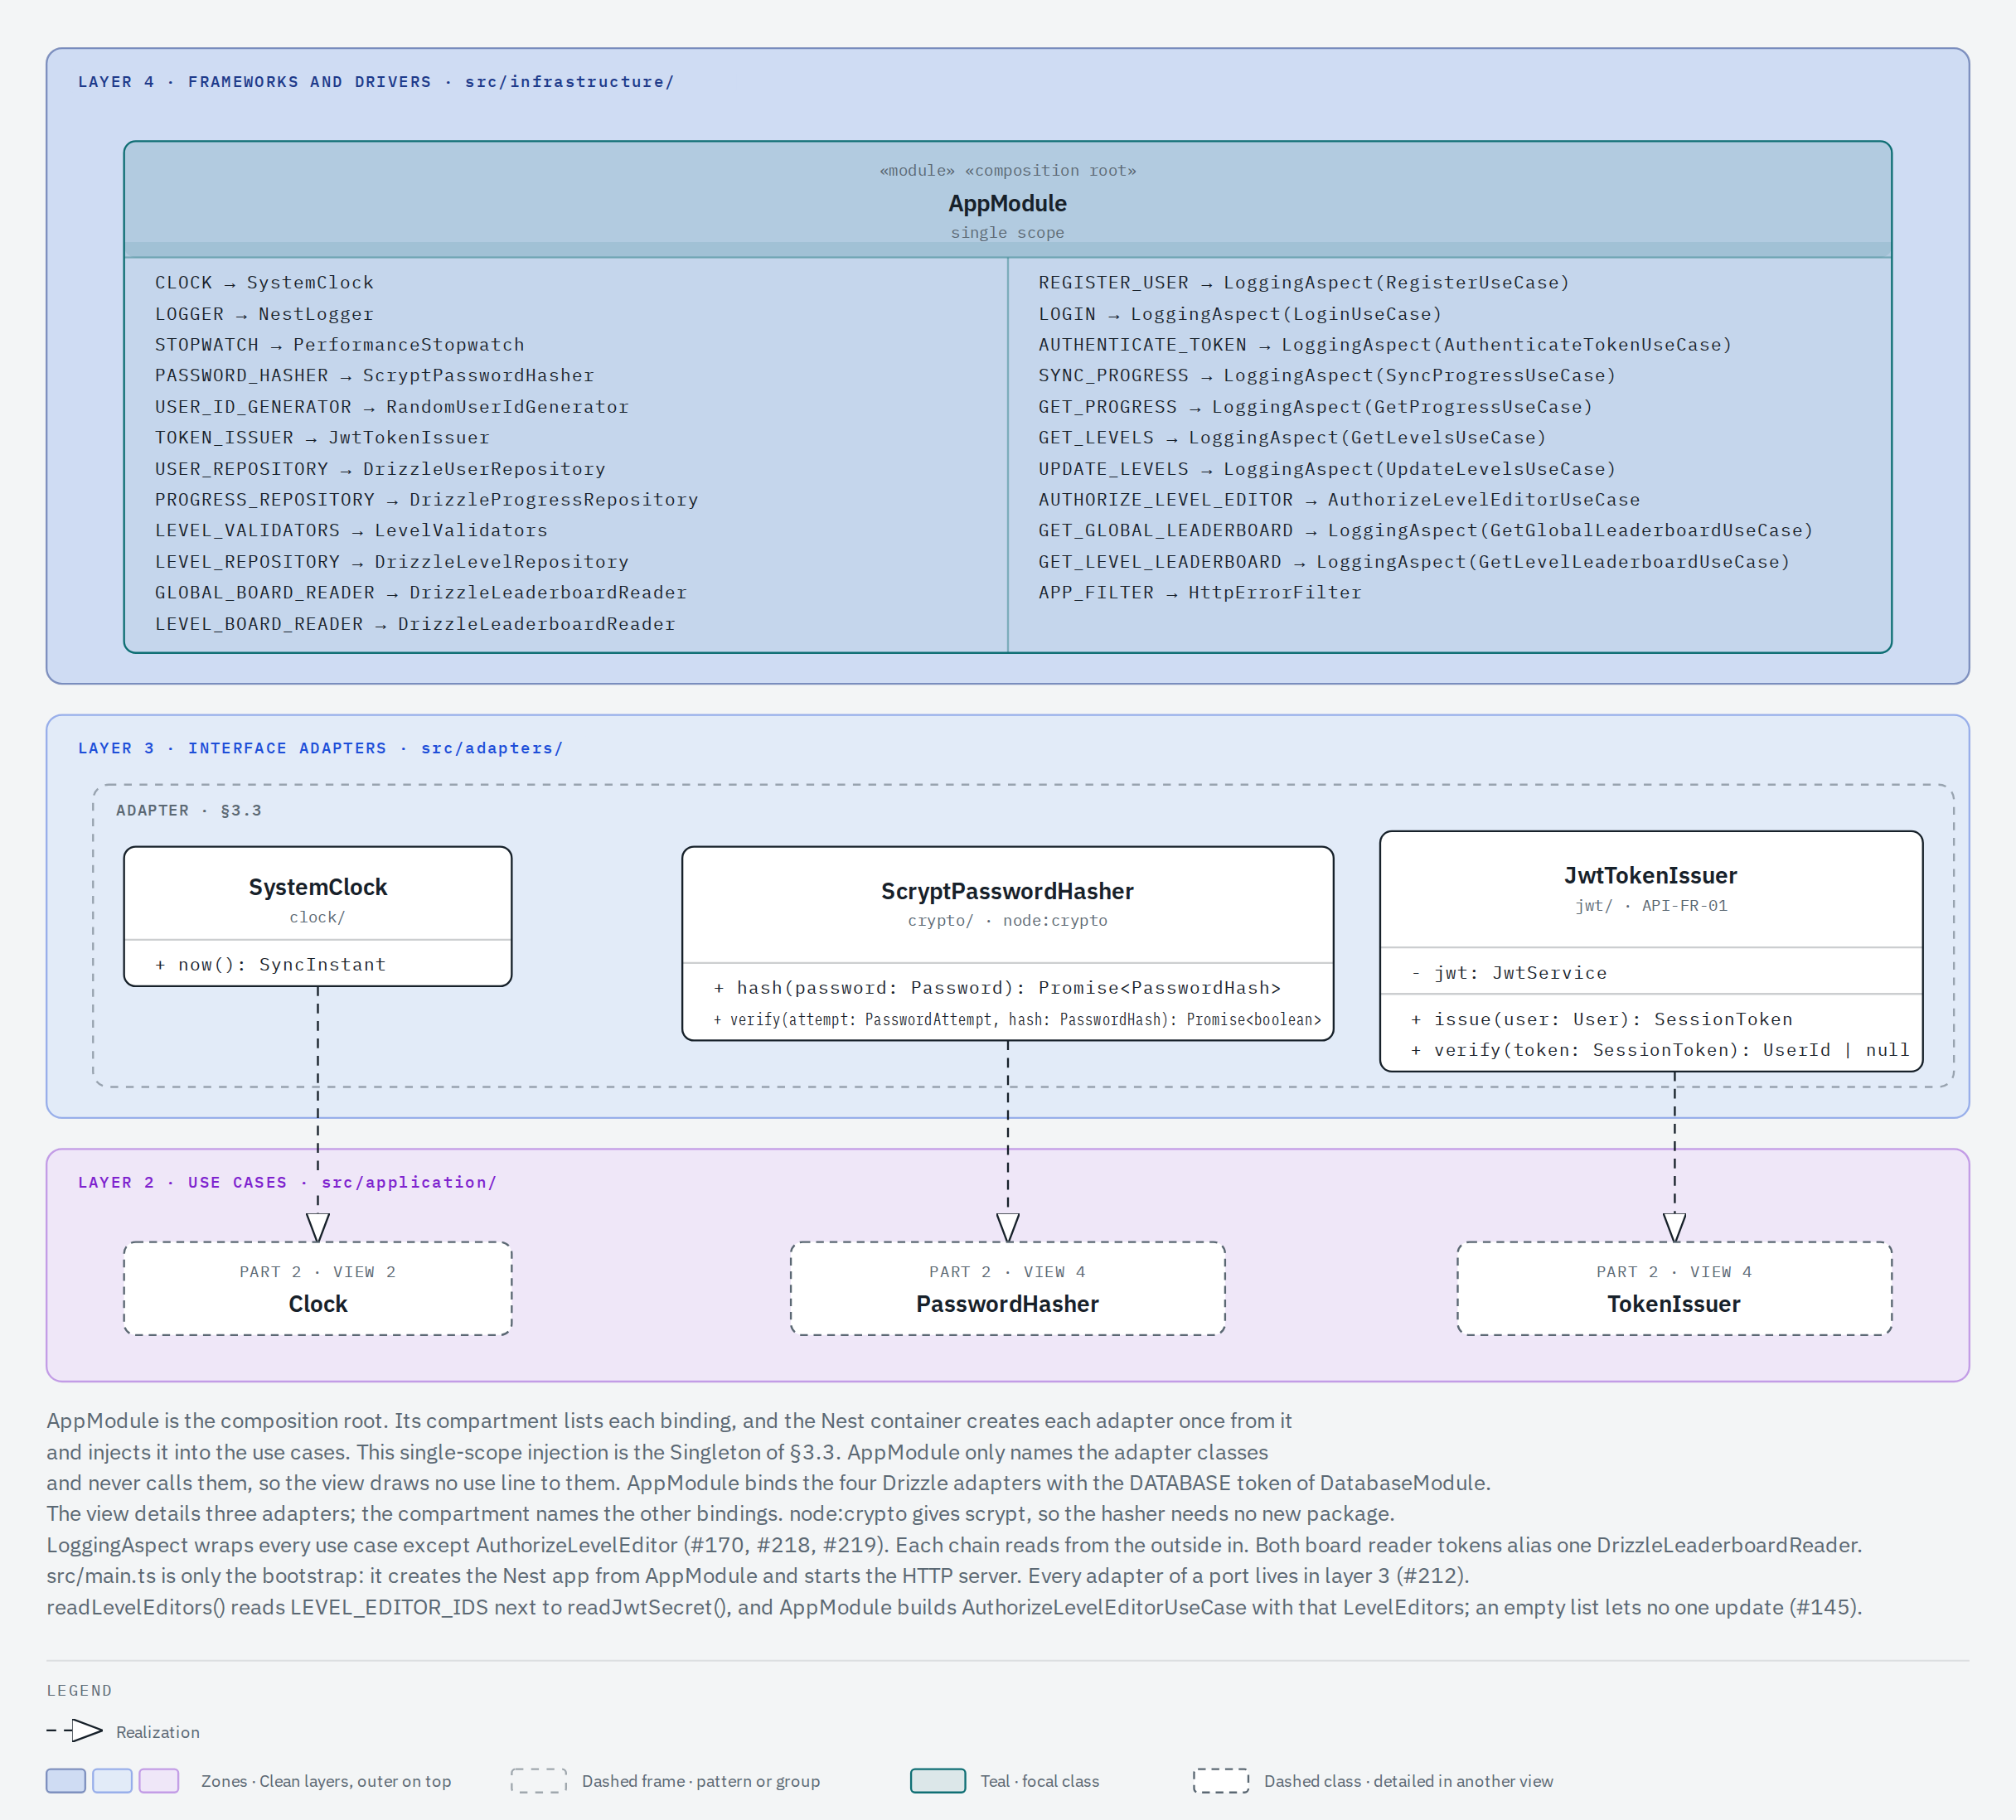 LAYER 4 · FRAMEWORKS AND DRIVERS · src/infrastructure/
«module» «composition root»
AppModule
single scope
CLOCK → SystemClock
LOGGER → NestLogger
STOPWATCH → PerformanceStopwatch
PASSWORD_HASHER → ScryptPasswordHasher
USER_ID_GENERATOR → RandomUserIdGenerator
TOKEN_ISSUER → JwtTokenIssuer
USER_REPOSITORY → DrizzleUserRepository
PROGRESS_REPOSITORY → DrizzleProgressRepository
LEVEL_VALIDATORS → LevelValidators
LEVEL_REPOSITORY → DrizzleLevelRepository
GLOBAL_BOARD_READER → DrizzleLeaderboardReader
LEVEL_BOARD_READER → DrizzleLeaderboardReader
REGISTER_USER → LoggingAspect(RegisterUseCase)
LOGIN → LoggingAspect(LoginUseCase)
AUTHENTICATE_TOKEN → LoggingAspect(AuthenticateTokenUseCase)
SYNC_PROGRESS → LoggingAspect(SyncProgressUseCase)
GET_PROGRESS → LoggingAspect(GetProgressUseCase)
GET_LEVELS → LoggingAspect(GetLevelsUseCase)
UPDATE_LEVELS → LoggingAspect(UpdateLevelsUseCase)
AUTHORIZE_LEVEL_EDITOR → AuthorizeLevelEditorUseCase
GET_GLOBAL_LEADERBOARD → LoggingAspect(GetGlobalLeaderboardUseCase)
GET_LEVEL_LEADERBOARD → LoggingAspect(GetLevelLeaderboardUseCase)
APP_FILTER → HttpErrorFilter
LAYER 3 · INTERFACE ADAPTERS · src/adapters/
ADAPTER · §3.3
SystemClock
clock/
+ now(): SyncInstant
ScryptPasswordHasher
crypto/ · node:crypto
+ hash(password: Password): Promise<PasswordHash>
+ verify(attempt: PasswordAttempt, hash: PasswordHash): Promise<boolean>
JwtTokenIssuer
jwt/ · API-FR-01
- jwt: JwtService
+ issue(user: User): SessionToken
+ verify(token: SessionToken): UserId | null
LAYER 2 · USE CASES · src/application/
PART 2 · VIEW 2
Clock
PART 2 · VIEW 4
PasswordHasher
PART 2 · VIEW 4
TokenIssuer
AppModule is the composition root. Its compartment lists each binding, and the Nest container creates each adapter once from it
and injects it into the use cases. This single-scope injection is the Singleton of §3.3. AppModule only names the adapter classes
and never calls them, so the view draws no use line to them. AppModule binds the four Drizzle adapters with the DATABASE token of DatabaseModule.
The view details three adapters; the compartment names the other bindings. node:crypto gives scrypt, so the hasher needs no new package.
LoggingAspect wraps every use case except AuthorizeLevelEditor (#170, #218, #219). Each chain reads from the outside in. Both board reader tokens alias one DrizzleLeaderboardReader.
src/main.ts is only the bootstrap: it creates the Nest app from AppModule and starts the HTTP server. Every adapter of a port lives in layer 3 (#212).
readLevelEditors() reads LEVEL_EDITOR_IDS next to readJwtSecret(), and AppModule builds AuthorizeLevelEditorUseCase with that LevelEditors; an empty list lets no one update (#145).
LEGEND
Realization
Zones · Clean layers, outer on top
Dashed frame · pattern or group
Teal · focal class
Dashed class · detailed in another view